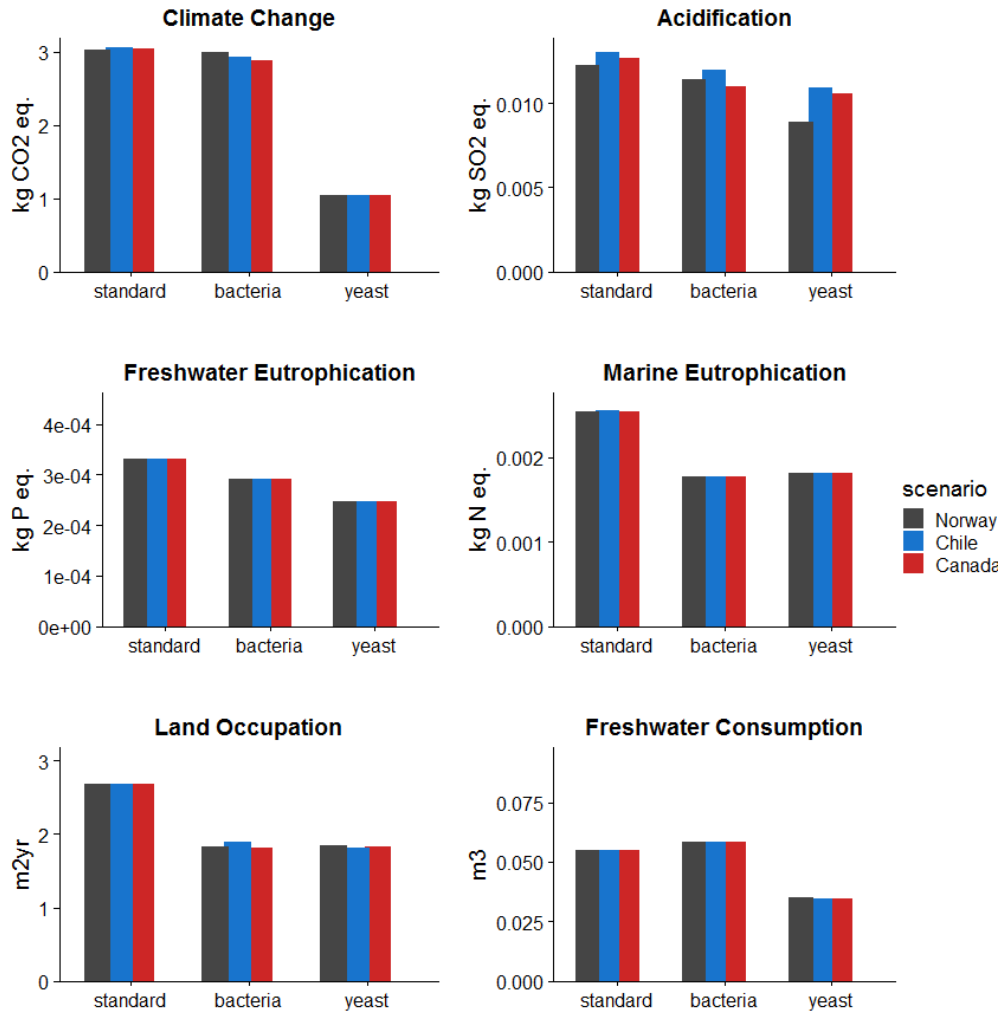 Climate Change
kg CO2 eq.
3
2
1
0
standard bacteria yeast
Acidification
kg SO2 eq.
0.010
0.005
0.000
standard bacteria yeast
Freshwater Eutrophication
kg P eq.
4e-04
3e-04
2e-04
1e-04
0e+00
standard bacteria yeast
Marine Eutrophication
kg N eq.
0.002
0.001
0.000
standard bacteria yeast
scenario
Norway
Chile
Canada
Land Occupation
m2yr
3
2
1
0
standard bacteria yeast
Freshwater Consumption
m3
0.075
0.050
0.025
0.000
standard bacteria yeast